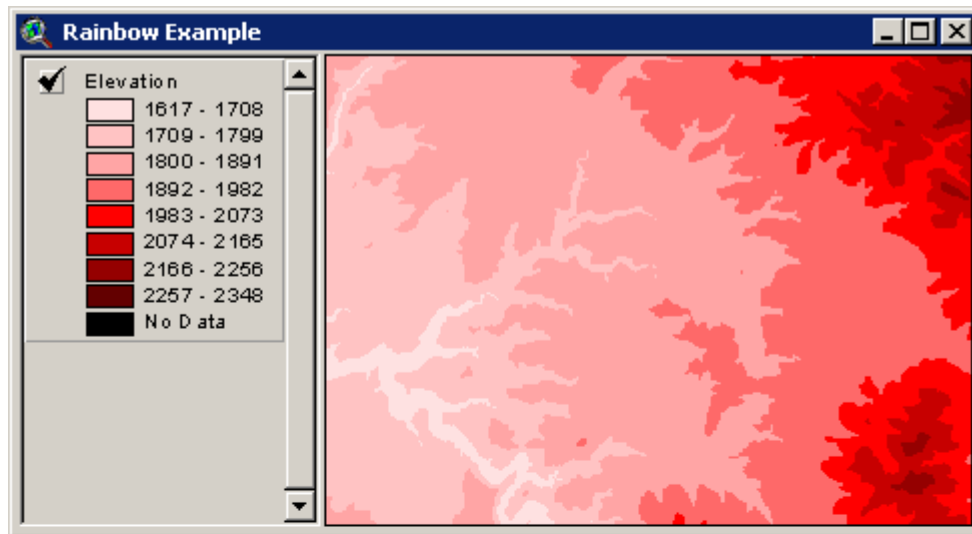 Rainbow Example
Elevation
1617 - 1708
1709 - 1799
1800 - 1891
1892 - 1982
1983 - 2073
2074 - 2165
2166 - 2256
2257 - 2348
No Data